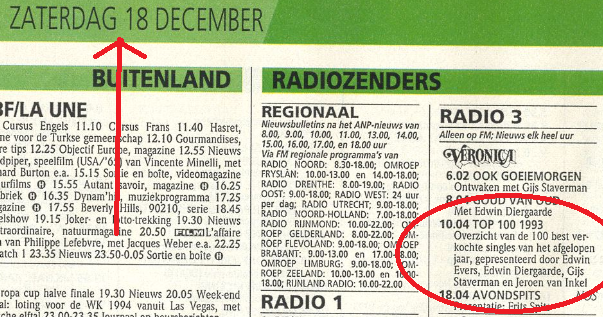 ZATERDAG 18 DECEMBER
BUITENLAND
BF/LA UNE
Cursus Engels 11.10 Cursus Frans 11.40 Hasret,
ne voor de Turkse gemeenschap 12.10 Gourmandises,
re tips 12.25 Objectif Europe, magazine 12.55 Nieuws
dpiper, speelfilm (USA/'65) van Vincente Minelli, met
hard Burton e.a. 15.15 Sortie en boîte, videomagazine
urfilms 15.55 Autant savoir, magazine 16.25
fbriek 16.35 Dynam'hi, muziekprogramma 17.25
gazine 17.55 Beverly Hills, 90210, serie 18.45
elshow 19.15 Joker- en lotto-trekking 19.30 Nieuws
traordinaire, natuurmagazine 20.50 FILM L'affaire
n van Philippe Lefebvre, met Jacques Weber e.a. 22.25
atch 1 23.35 Nieuws 23.50-0.05 Sortie en boîte
ropa cup halve finale 19.30 Nieuws 20.05 Week-end
al: loting voor de WK 1994 vanuit Las Vegas, met
RADIOZENDERS
REGIONAAL
Nieuwsbulletins na het ANP-nieuws van
8.00, 9.00, 10.00, 11.00, 13.00, 14.00,
15.00, 16.00, 17.00, en 18.00 uur
Via FM regionale programma's van
RADIO NOORD: 8.30-18.00; OMROEP
FRYSLÂN: 10.00-13.00 en 14.00-18.00;
RADIO DRENTHE: 8.00-19.00; RADIO
OOST: 9.00-18.00; RADIO WEST: 24 uur
per dag; RADIO UTRECHT; 9.00-18.00;
RADIO NOORD-HOLLAND: 7.00-18.00;
RADIO RIJNMOND: 10.00-22.00; OM-
ROEP GELDERLAND: 8.00-22.00; OM-
ROEP FLEVOLAND: 9.00-18.00; OMROEP
BRABANT: 9.00-13.00 en 17.00-18.00;
OMROEP LIMBURG: 9.00-18.00; OM-
ROEP ZEELAND: 10.00-13.00 en 16.00-
18.00; RIJNLAND RADIO: 10.00-22.00
RADIO 1
RADIO 3
Alleen op FM; Nieuws elk heel uur
VERONICA
6.02 OOK GOEIEMORGEN
Ontwaken met Gijs Staverman
8.04 GOUD VAN OUD
Met Edwin Diergaarde
10.04 TOP 100 1993
Overzicht van de 100 best ver-
kochte singles van het afgelopen
jaar, gepresenteerd door Edwin
Evers, Edwin Diergaarde, Gijs
Staverman en Jeroen van Inkel
18.04 AVONDSPITS